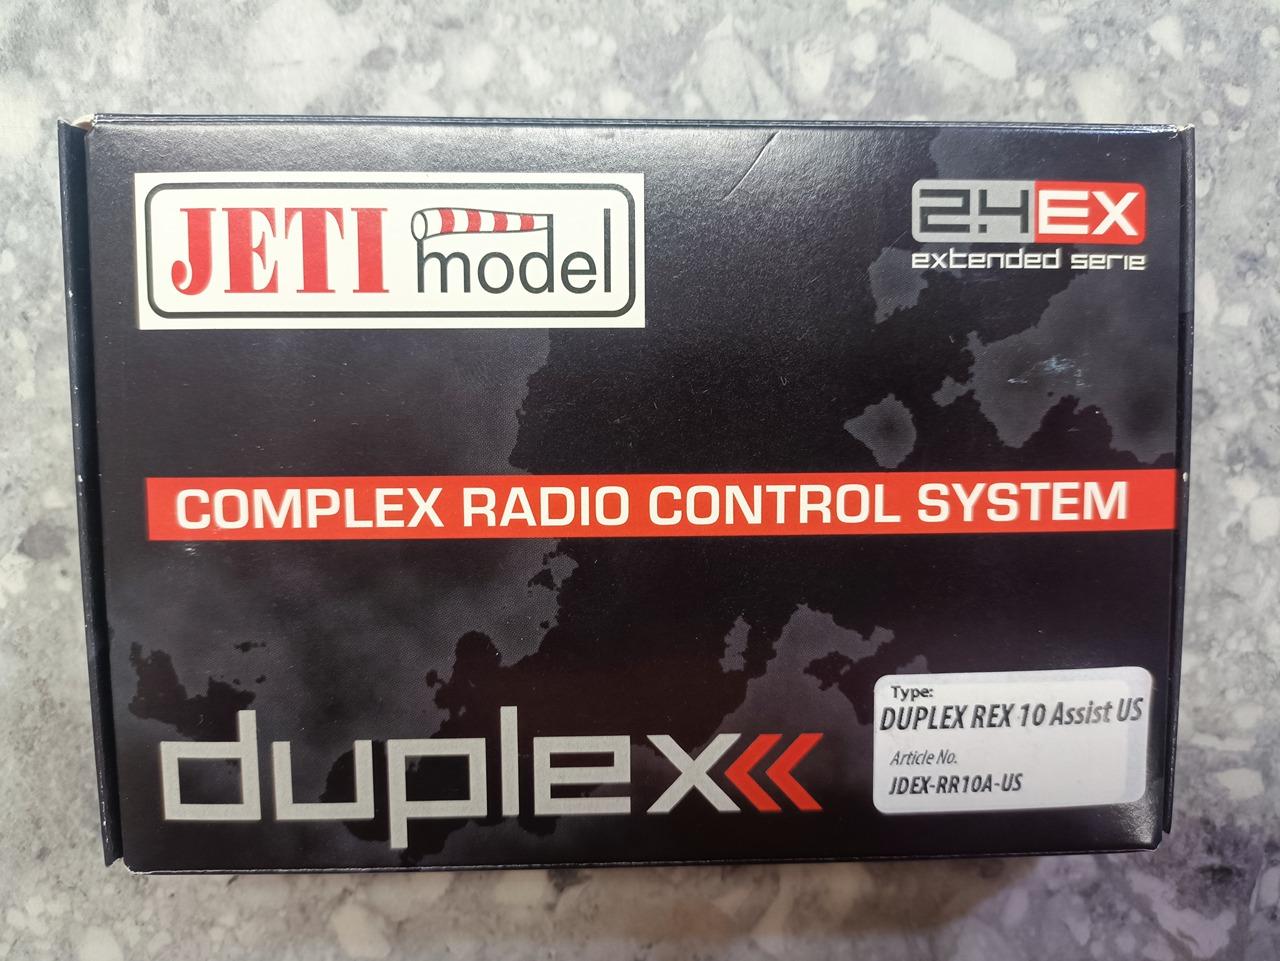 JETI model
2.4EX
extended serie
COMPLEX RADIO CONTROL SYSTEM
duplex
Type:
DUPLEX REX 10 Assist US
Article No.
JDEX-RR10A-US